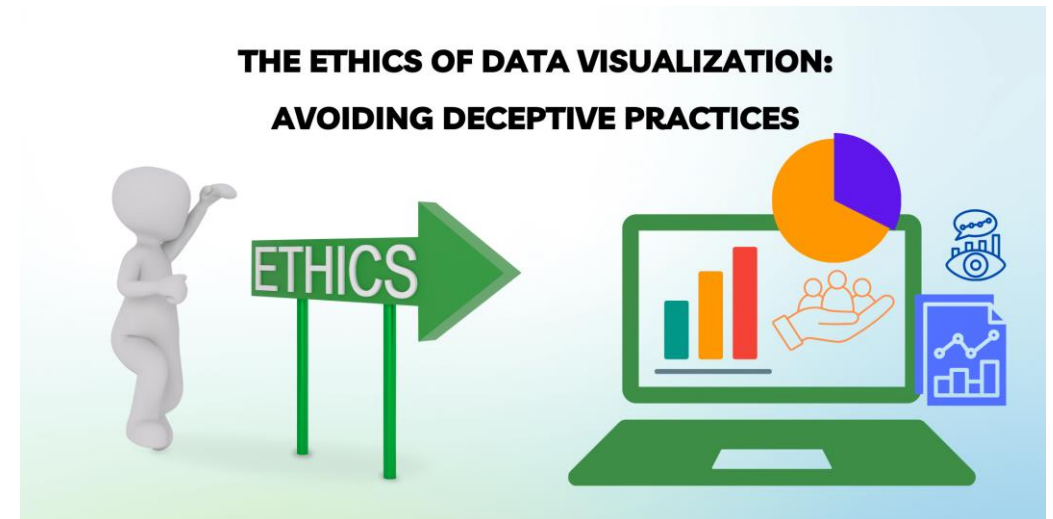 THE ETHICS OF DATA VISUALIZATION:
AVOIDING DECEPTIVE PRACTICES
ETHICS